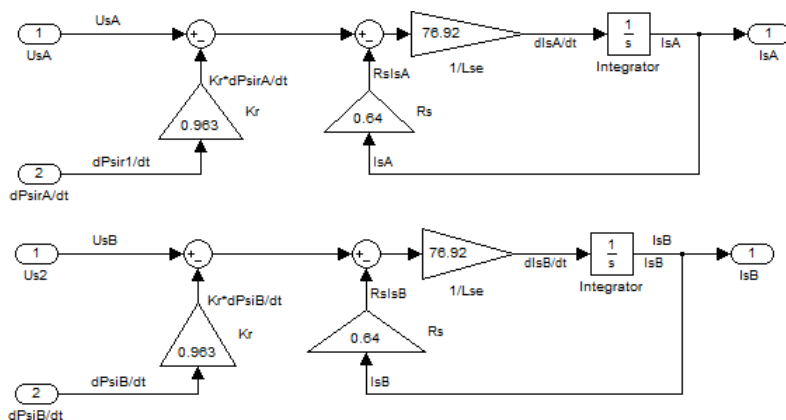 UsA
1
UsA
+
−
+
−
76.92
1/Lse
dIsA/dt
1
s
Integrator
IsA
1
IsA
Kr*dPsirA/dt
Kr
0.963
RsIsA
Rs
0.64
IsA
2
dPsir1/dt
dPsirA/dt
UsB
1
Us2
+
−
+
−
76.92
1/Lse
dIsB/dt
1
s
Integrator
IsB
IsB
1
IsB
Kr*dPsiB/dt
Kr
0.963
RsIsB
Rs
0.64
IsB
2
dPsiB/dt
dPsiB/dt